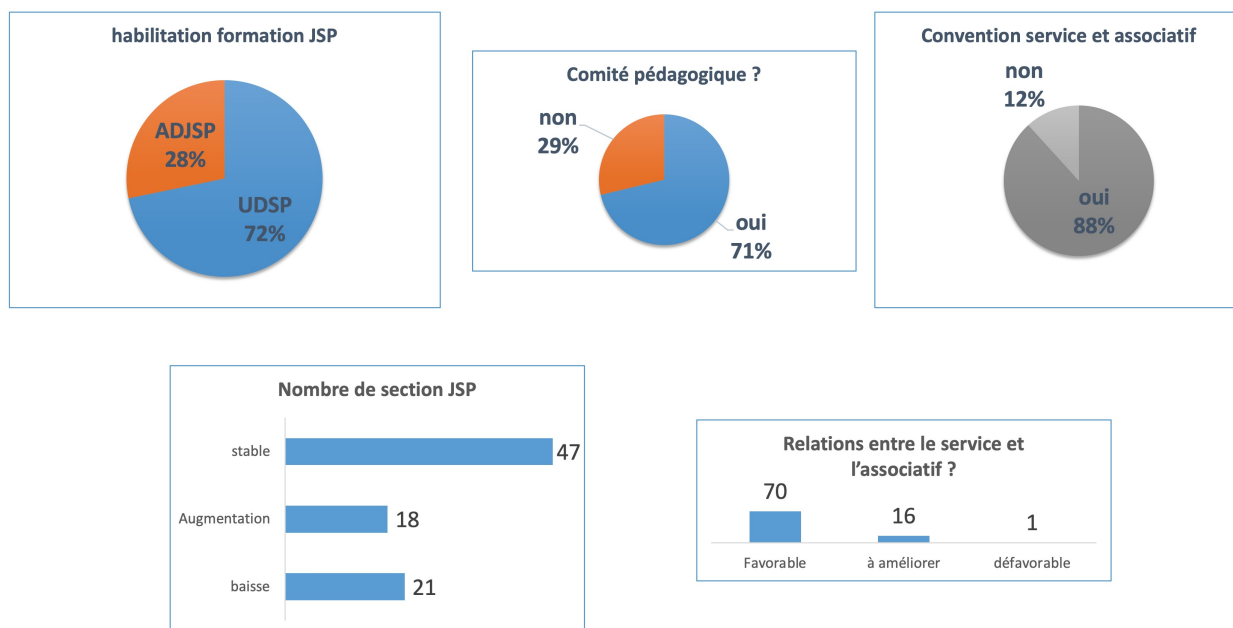 habilitation formation JSP
ADJSP
28%
UDSP
72%
Comité pédagogique ?
non
29%
oui
71%
Convention service et associatif
non
12%
oui
88%
Nombre de section JSP
stable
47
Augmentation
18
baisse
21
Relations entre le service et
l’associatif ?
70
16
1
Favorable
à améliorer
défavorable